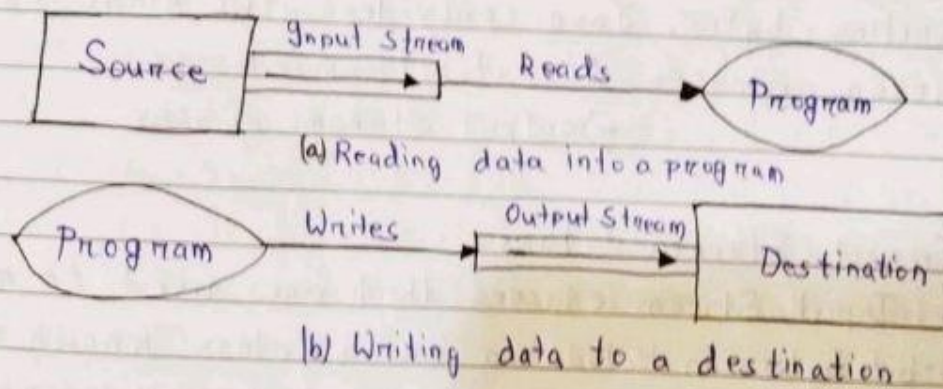 Input Stream
Source
Reads
Program
(a) Reading data into a program
Writes
Output Stream
Program
Destination
(b) Writing data to a destination